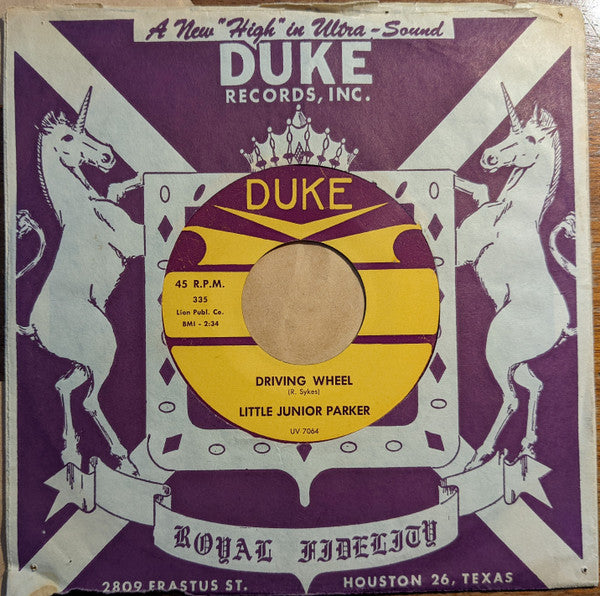 A New "High" in Ultra-Sound
DUKE
RECORDS, INC.
DUKE
45 R.P.M.
335
Lion Publ. Co.
BMI - 2:34
DRIVING WHEEL
(R. Sykes)
LITTLE JUNIOR PARKER
UV 7064
ROYAL FIDELITY
2809 ERASTUS ST. HOUSTON 26, TEXAS